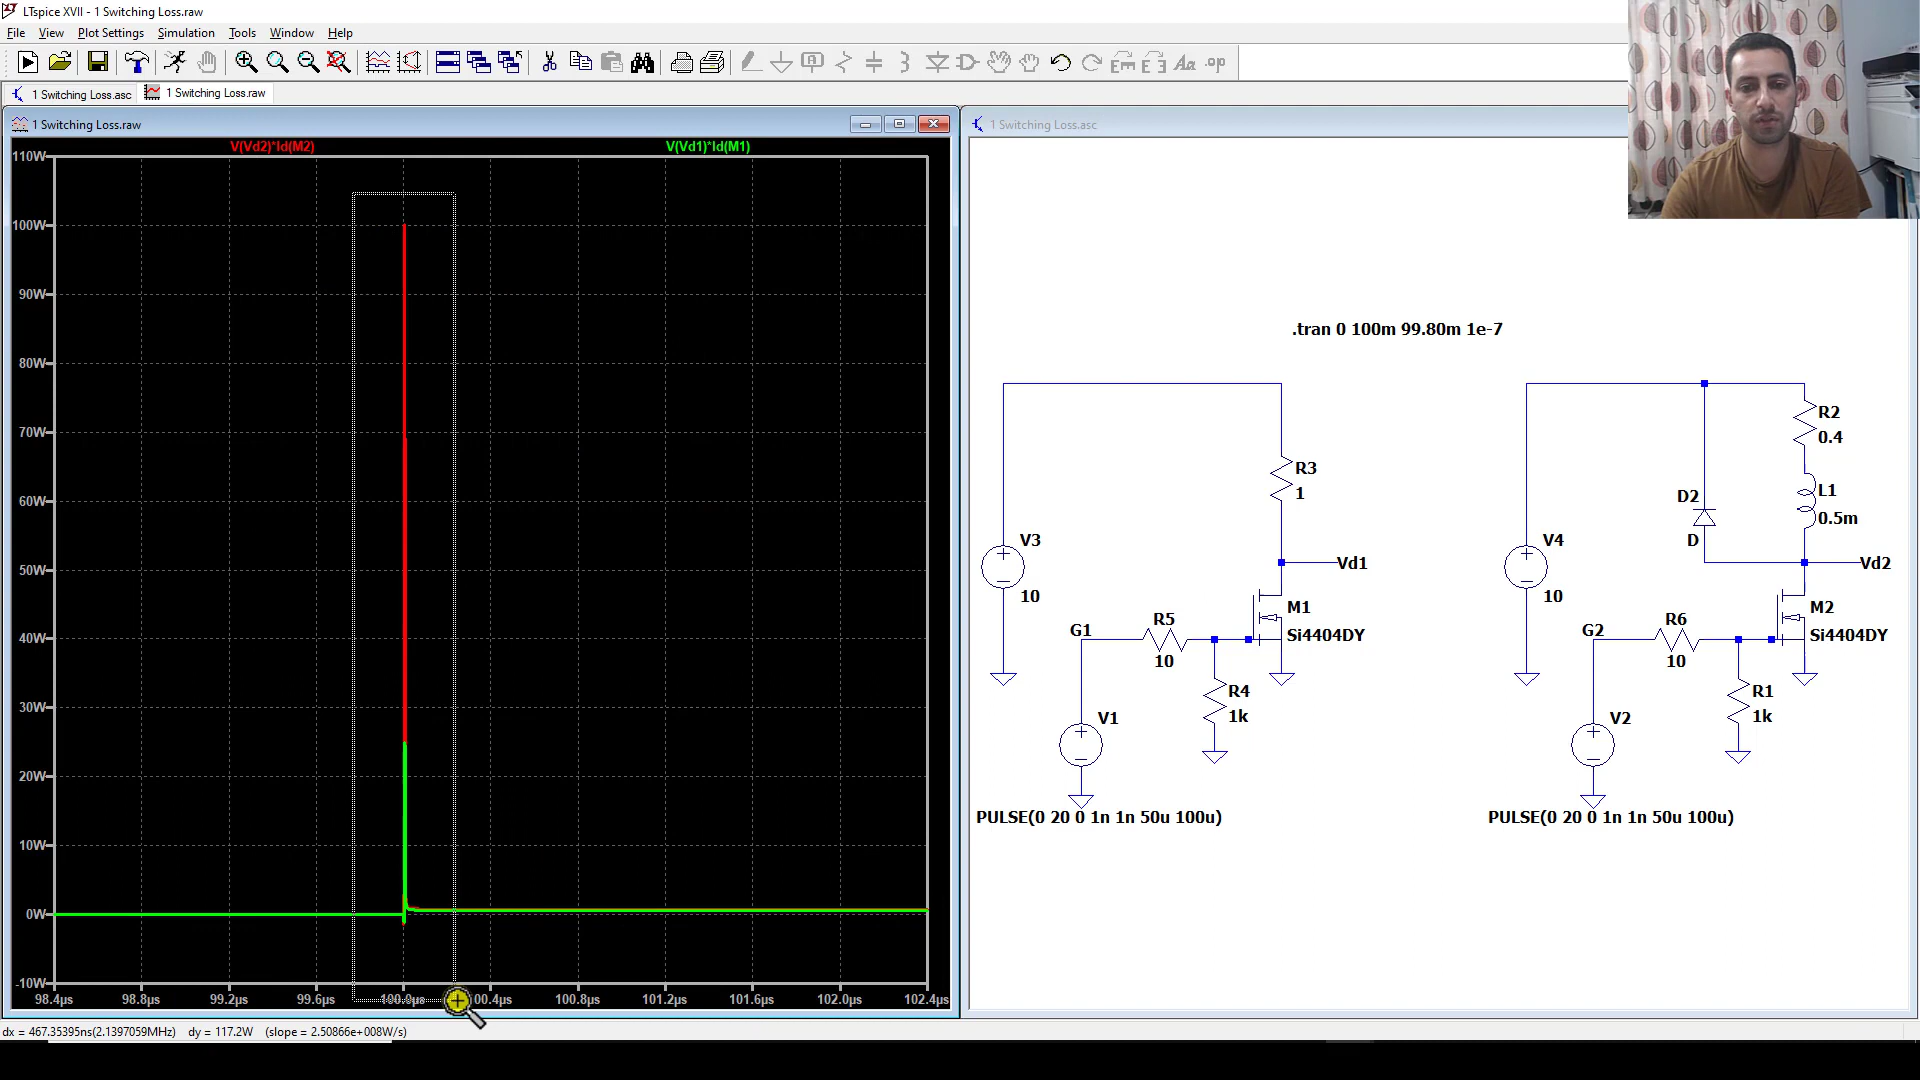 LTspice XVII - 1 Switching Loss.raw
File View Plot Settings Simulation Tools Window Help
1 Switching Loss.asc 1 Switching Loss.raw
1 Switching Loss.raw
V(Vd2)*Id(M2) V(Vd1)*Id(M1)
110W
100W
90W
80W
70W
60W
50W
40W
30W
20W
10W
0W
-10W
98.4µs 98.8µs 99.2µs 99.6µs 100.0µs 100.4µs 100.8µs 101.2µs 101.6µs 102.0µs 102.4µs
dx = 467.35395ns(2.1397059MHz) dy = 117.2W (slope = 2.50866e+008W/s)
1 Switching Loss.asc
.tran 0 100m 99.80m 1e-7
R3
1
V3
10
Vd1
M1
Si4404DY
G1
R5
10
R4
1k
V1
PULSE(0 20 0 1n 1n 50u 100u)
R2
0.4
L1
0.5m
D2
D
V4
10
Vd2
M2
Si4404DY
G2
R6
10
R1
1k
V2
PULSE(0 20 0 1n 1n 50u 100u)